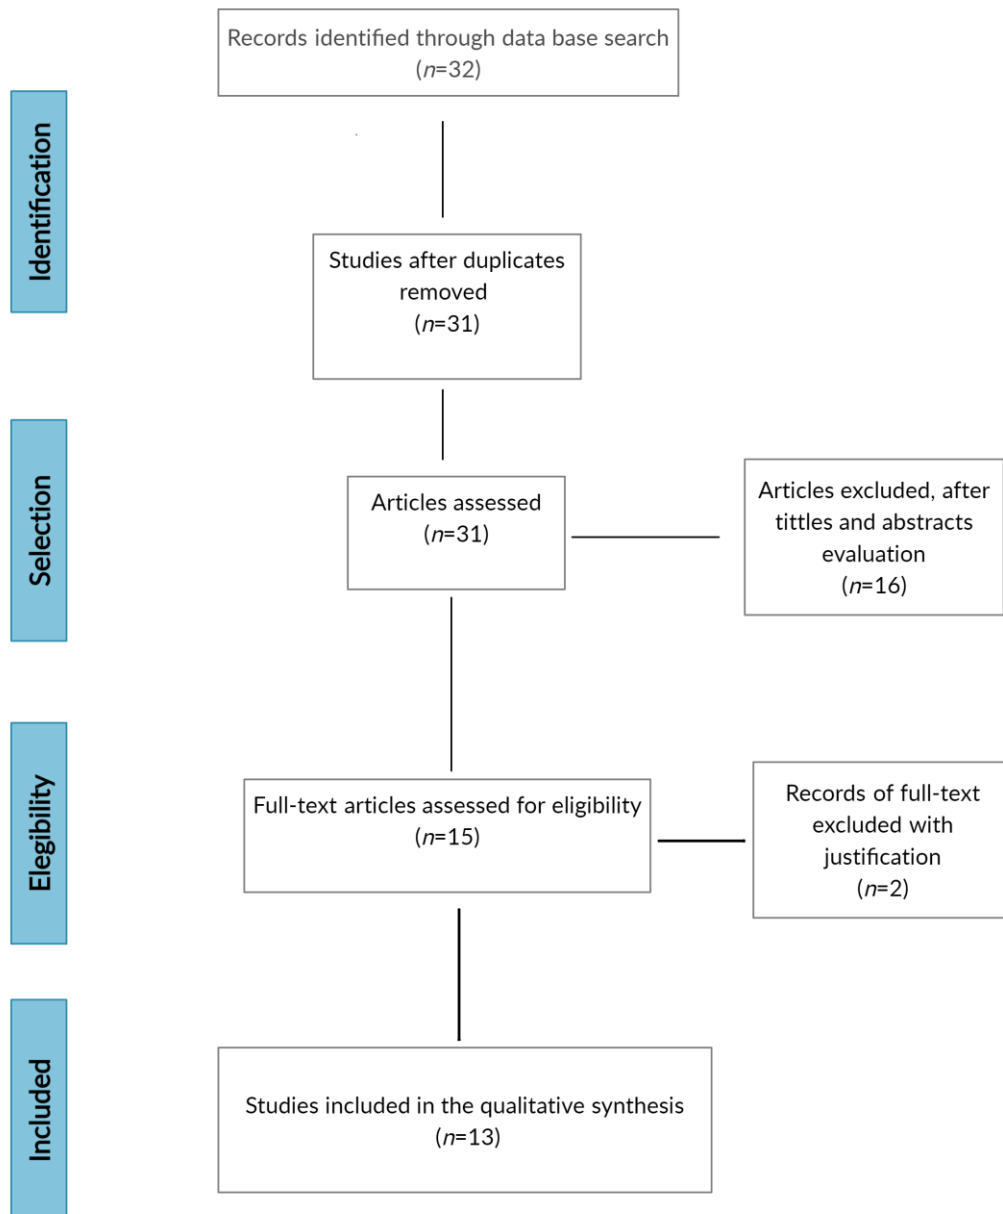 Records identified through data base search
(n=32)
Identification
Studies after duplicates
removed
(n=31)
Selection
Articles assessed
(n=31)
Articles excluded, after
tittles and abstracts
evaluation
(n=16)
Elegibility
Full-text articles assessed for eligibility
(n=15)
Records of full-text
excluded with
justification
(n=2)
Included
Studies included in the qualitative synthesis
(n=13)